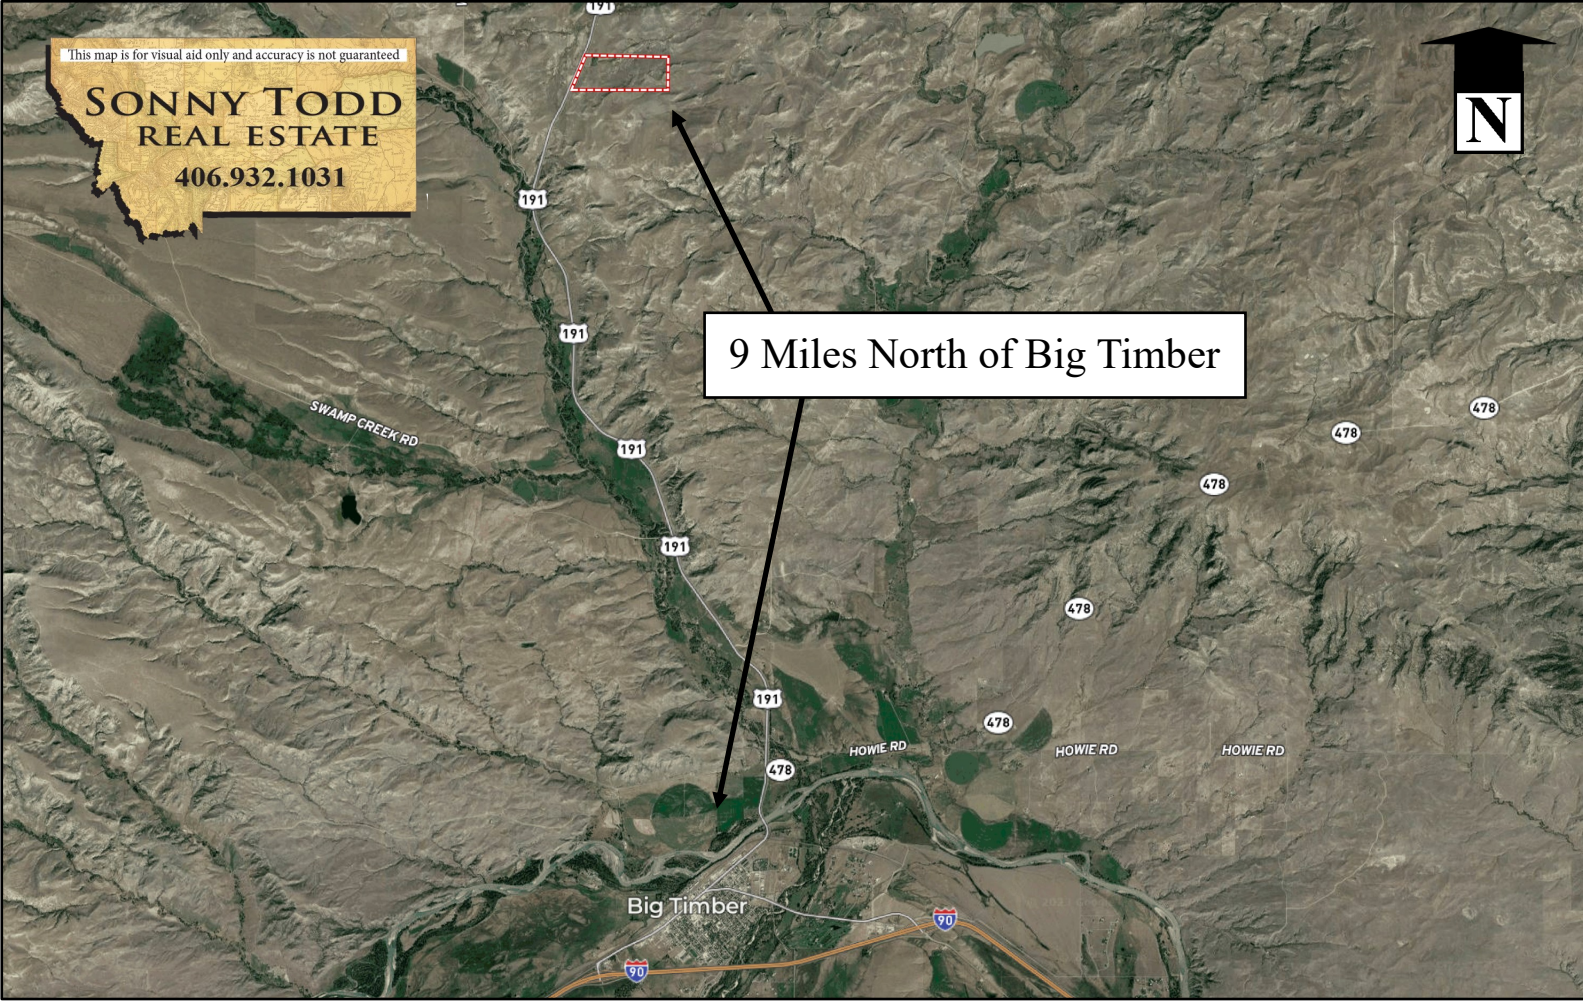 191
This map is for visual aid only and accuracy is not guaranteed
SONNY TODD
REAL ESTATE
406.932.1031
N
191
191
9 Miles North of Big Timber
SWAMP CREEK RD
478
478
191
478
191
478
191
478
HOWIE RD
HOWIE RD
HOWIE RD
478
Big Timber
90
90